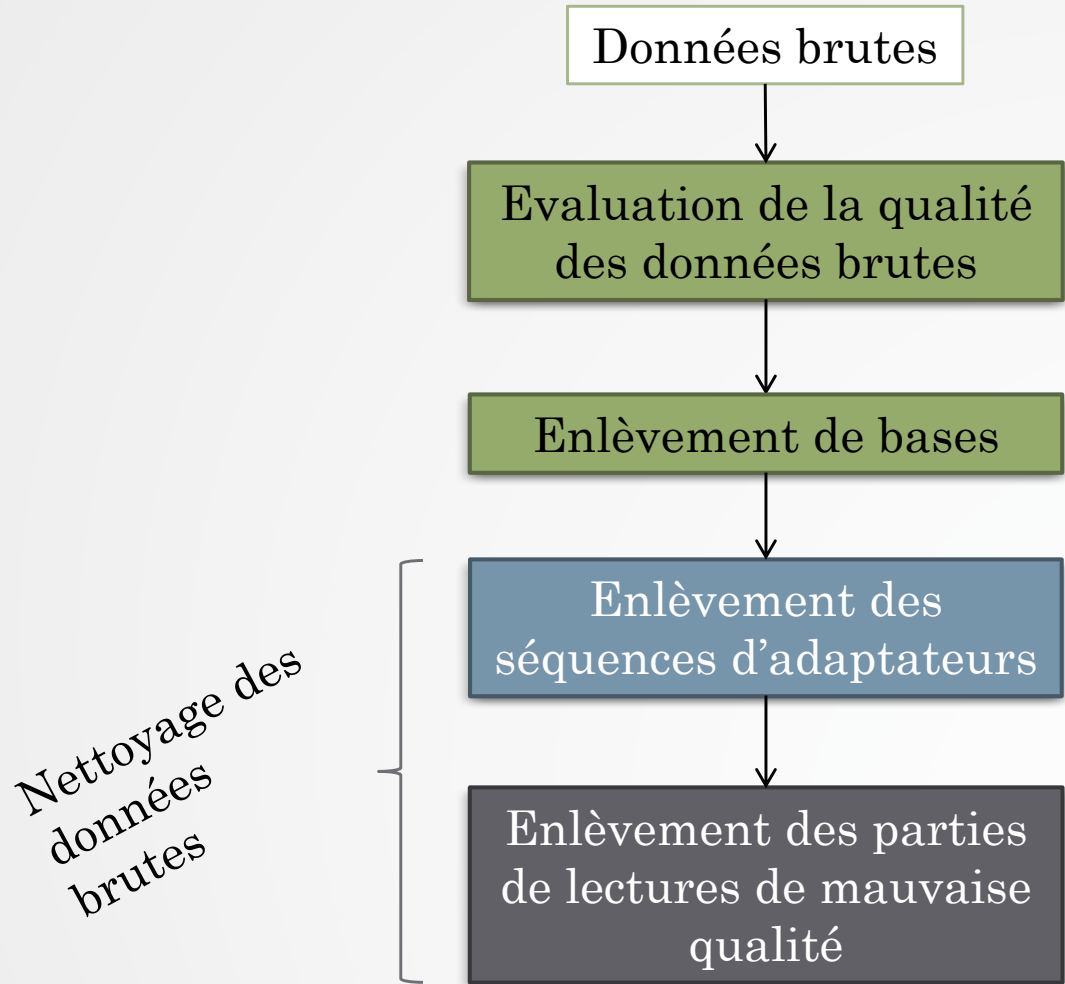 Données brutes
Evaluation de la qualité
des données brutes
Enlèvement de bases
Enlèvement des
séquences d’adaptateurs
Nettoyage des
données
brutes
Enlèvement des parties
de lectures de mauvaise
qualité